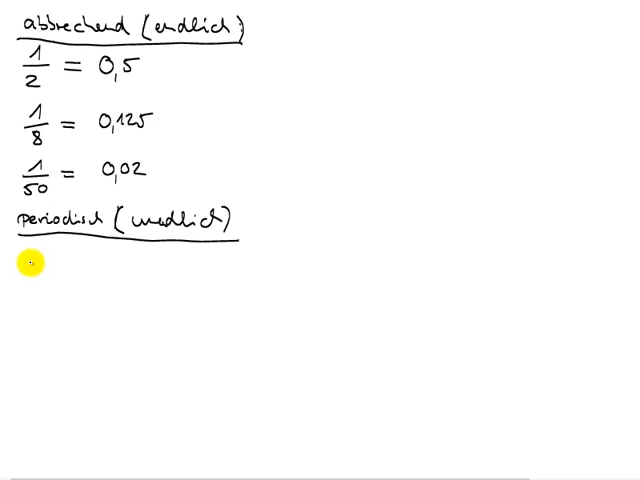 abbrechend (endlich)
1/2 = 0,5
1/8 = 0,125
1/50 = 0,02
periodisch (unendlich)